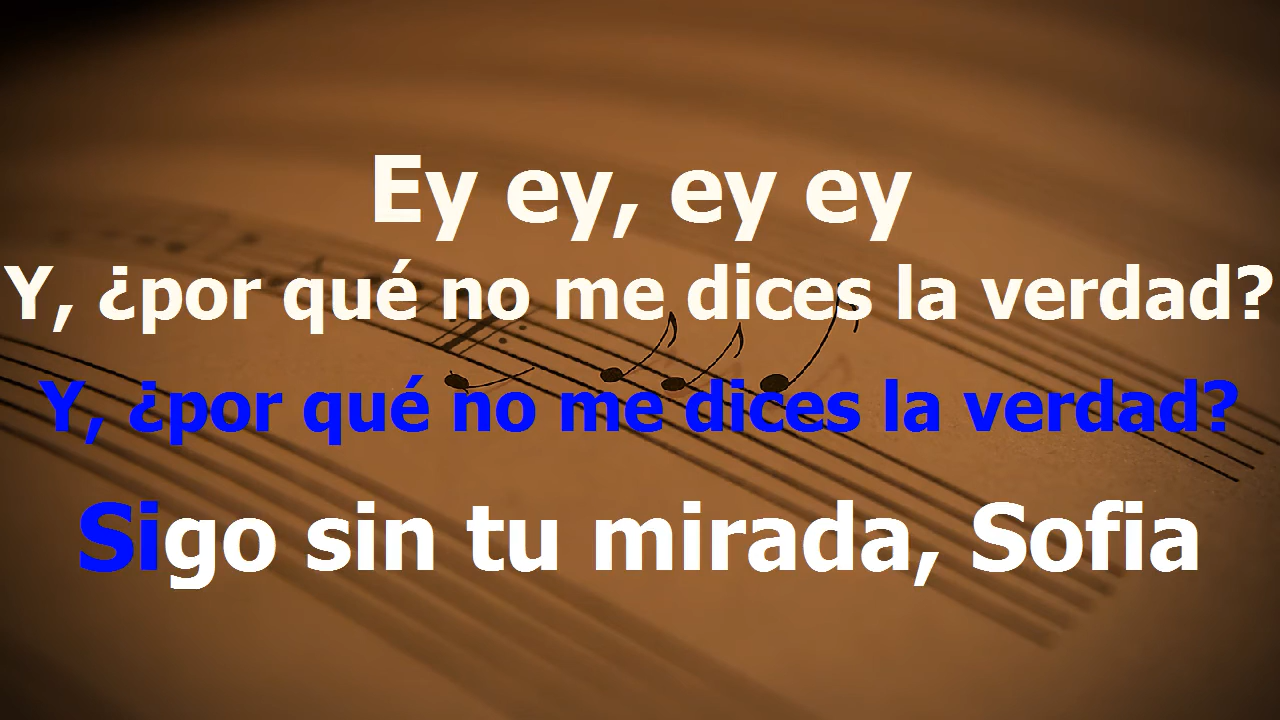 Ey ey, ey ey
Y, ¿por qué no me dices la verdad?
Y, ¿por qué no me dices la verdad?
Sigo sin tu mirada, Sofia